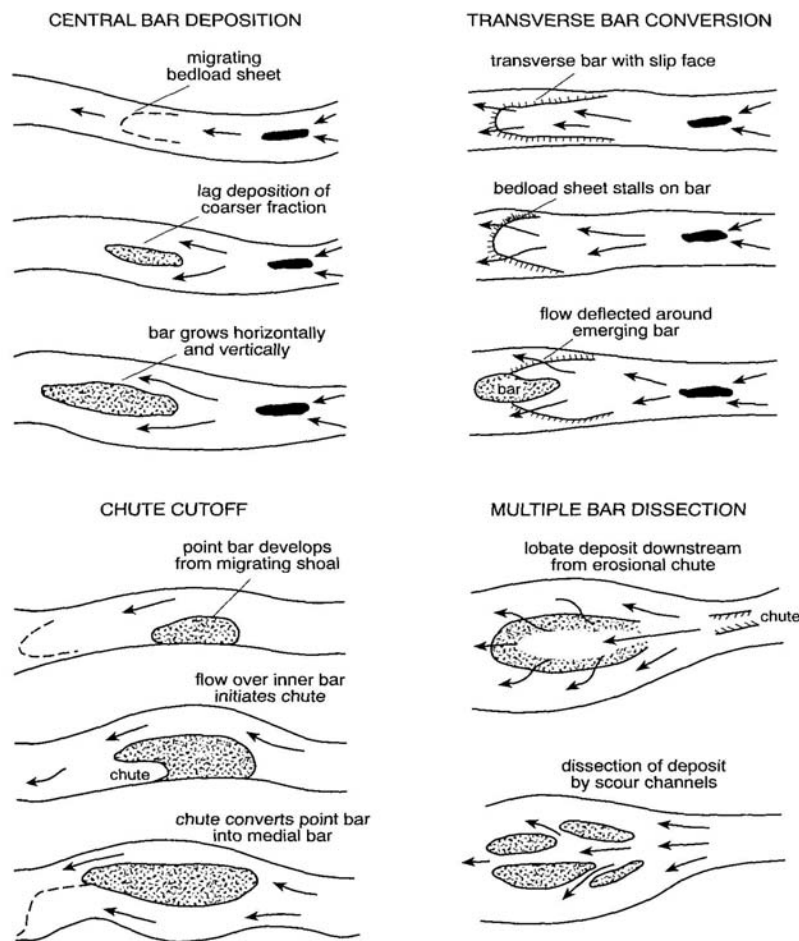 CENTRAL BAR DEPOSITION
migrating
bedload sheet
lag deposition of
coarser fraction
bar grows horizontally
and vertically
TRANSVERSE BAR CONVERSION
transverse bar with slip face
bedload sheet stalls on bar
flow deflected around
emerging bar
bar
CHUTE CUTOFF
point bar develops
from migrating shoal
flow over inner bar
initiates chute
chute
chute converts point bar
into medial bar
MULTIPLE BAR DISSECTION
lobate deposit downstream
from erosional chute
chute
dissection of deposit
by scour channels